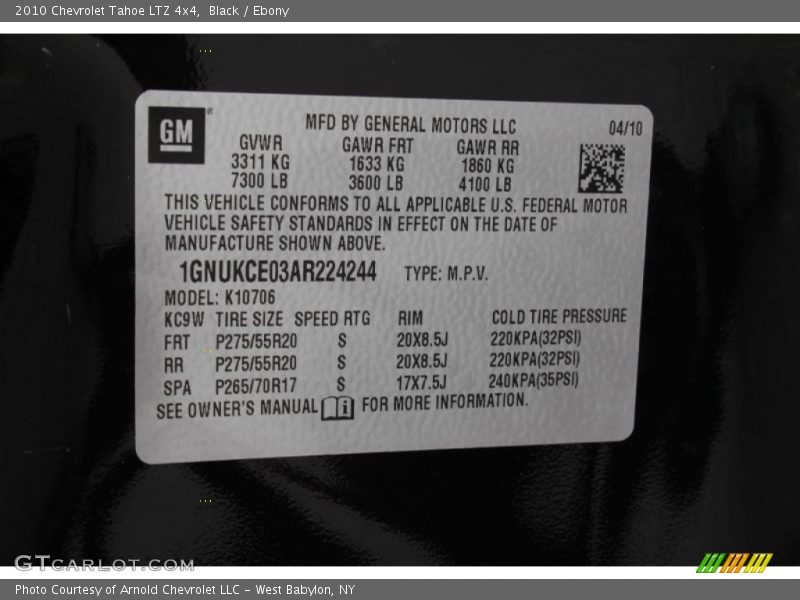 2010 Chevrolet Tahoe LTZ 4x4, Black / Ebony
GM®
MFD BY GENERAL MOTORS LLC 04/10
GVWR GAWR FRT GAWR RR
3311 KG 1633 KG 1860 KG
7300 LB 3600 LB 4100 LB
THIS VEHICLE CONFORMS TO ALL APPLICABLE U.S. FEDERAL MOTOR
VEHICLE SAFETY STANDARDS IN EFFECT ON THE DATE OF
MANUFACTURE SHOWN ABOVE.
1GNUKCE03AR224244 TYPE: M.P.V.
MODEL: K10706
KC9W TIRE SIZE SPEED RTG RIM COLD TIRE PRESSURE
FRT P275/55R20 S 20X8.5J 220KPA(32PSI)
RR P275/55R20 S 20X8.5J 220KPA(32PSI)
SPA P265/70R17 S 17X7.5J 240KPA(35PSI)
SEE OWNER'S MANUAL FOR MORE INFORMATION.
GTCARLOT.COM
Photo Courtesy of Arnold Chevrolet LLC - West Babylon, NY